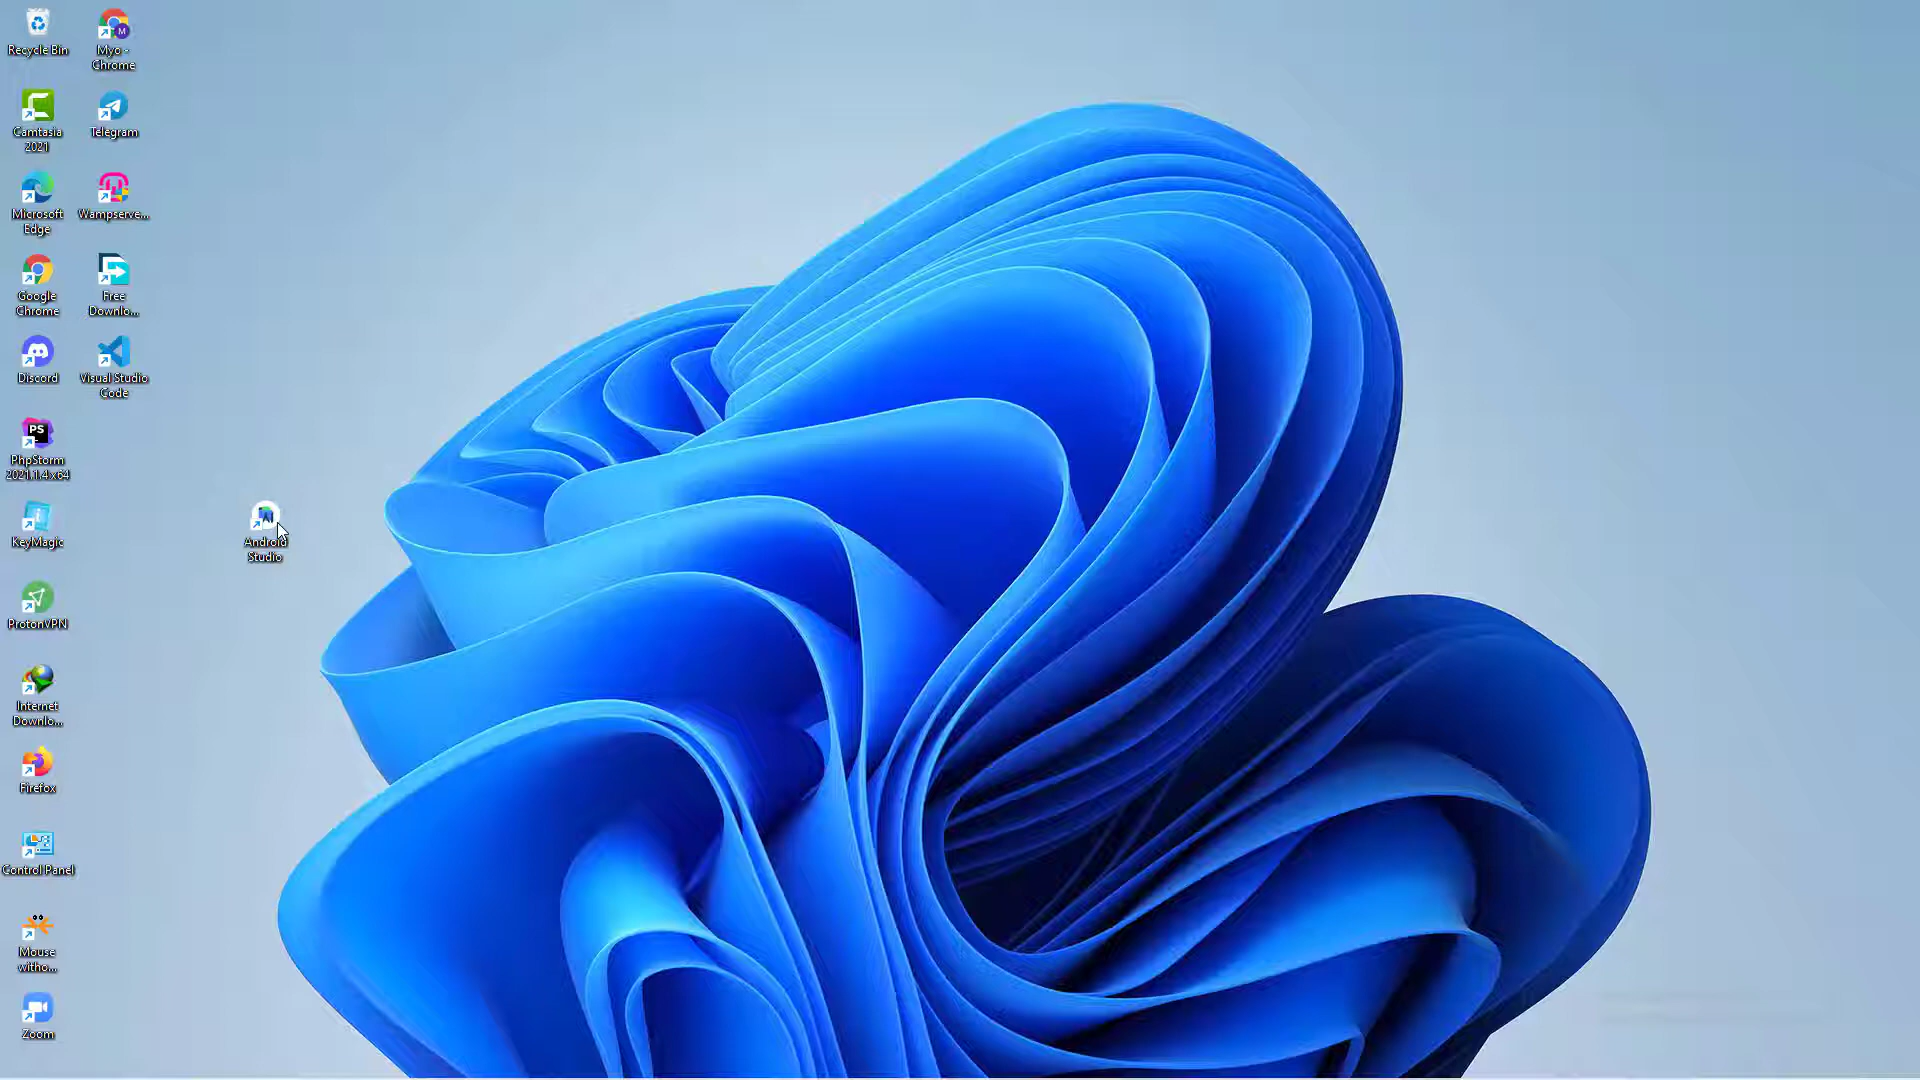 Recycle Bin
Myo -
Chrome
Camtasia
2021
Telegram
Microsoft
Edge
Wampserve...
Google
Chrome
Free
Downlo...
Discord
Visual Studio
Code
PS
PhpStorm
2021.1.4 x64
KeyMagic
Android
Studio
ProtonVPN
Internet
Downlo...
Firefox
Control Panel
Mouse
witho...
Zoom